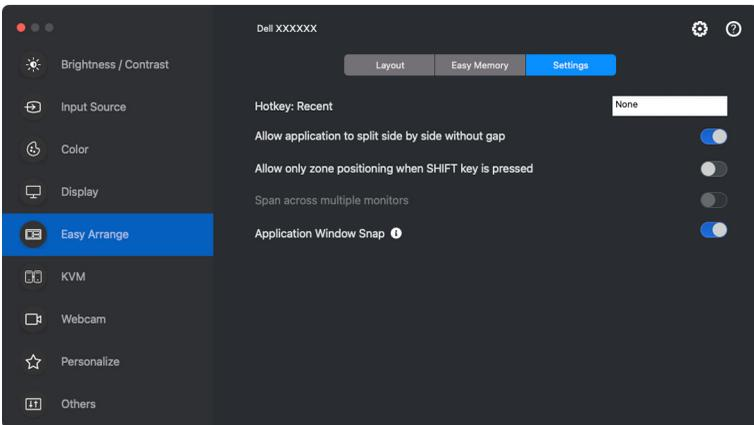 Dell XXXXXX
Brightness / Contrast
Input Source
Color
Display
Easy Arrange
KVM
Webcam
Personalize
Others
Layout
Easy Memory
Settings
Hotkey: Recent
None
Allow application to split side by side without gap
Allow only zone positioning when SHIFT key is pressed
Span across multiple monitors
Application Window Snap